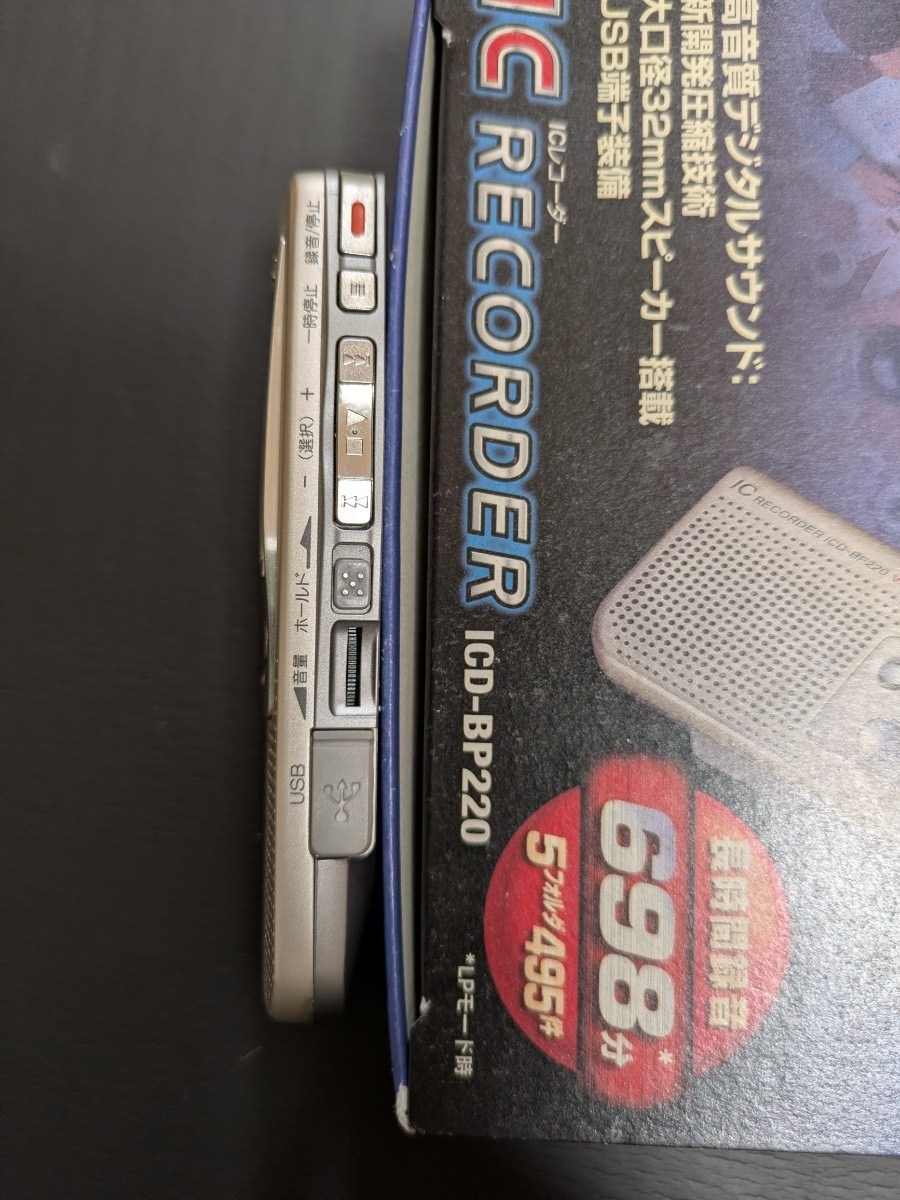 高音質デジタルサウンド:
新開発圧縮技術
大口径32mmスピーカー搭載
USB端子装備
ICレコーダー
IC RECORDER ICD-BP220
IC RECORDER ICD-BP220
長時間録音
698分*
5フォルダ495件
*LPモード時
録音/停止
一時停止
− (選択) +
ホールド
音量
USB